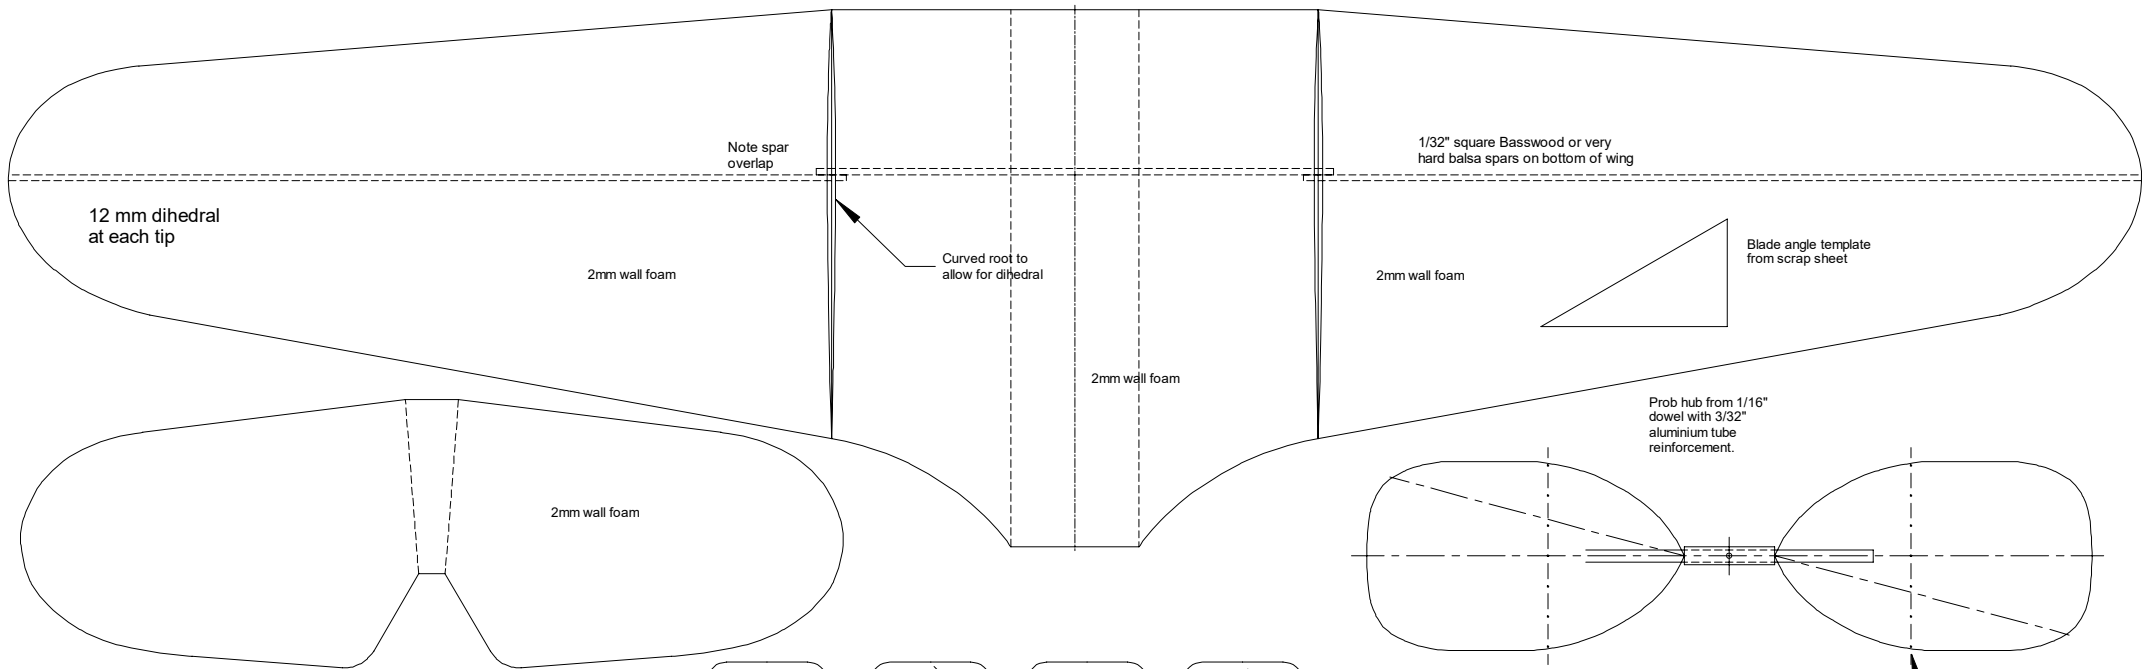 Note spar
overlap
1/32" square Basswood or very
hard balsa spars on bottom of wing
12 mm dihedral
at each tip
Curved root to
allow for dihedral
Blade angle template
from scrap sheet
2mm wall foam
2mm wall foam
2mm wall foam
Prob hub from 1/16"
dowel with 3/32"
aluminium tube
reinforcement.
2mm wall foam